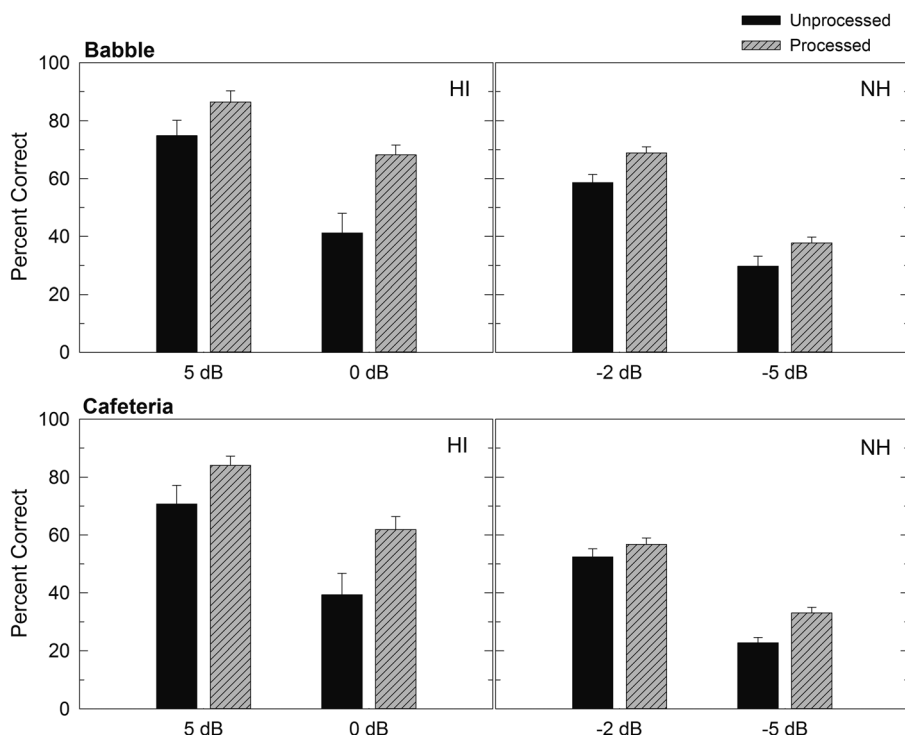 Unprocessed
Processed
Babble
HI
NH
Percent Correct
100
80
60
40
20
0
5 dB
0 dB
-2 dB
-5 dB
Cafeteria
HI
NH
Percent Correct
100
80
60
40
20
0
5 dB
0 dB
-2 dB
-5 dB